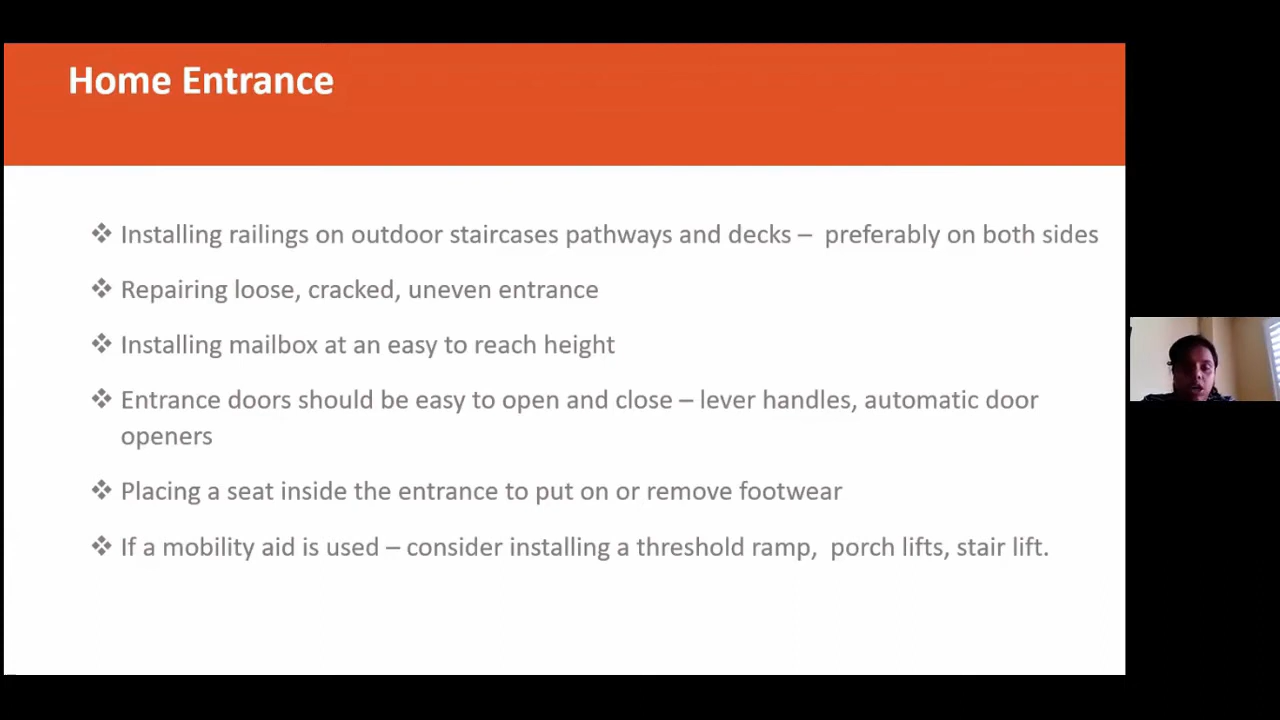 Home Entrance
❖ Installing railings on outdoor staircases pathways and decks –  preferably on both sides
❖ Repairing loose, cracked, uneven entrance
❖ Installing mailbox at an easy to reach height
❖ Entrance doors should be easy to open and close – lever handles, automatic door
openers
❖ Placing a seat inside the entrance to put on or remove footwear
❖ If a mobility aid is used – consider installing a threshold ramp,  porch lifts, stair lift.